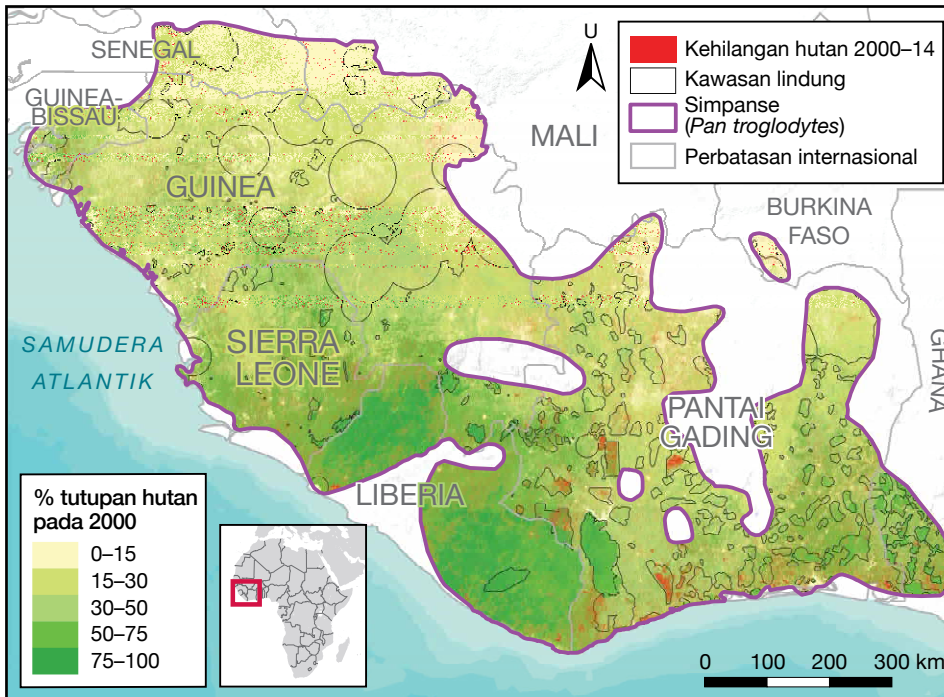 SENEGAL
GUINEA-
BISSAU
GUINEA
MALI
BURKINA
FASO
SIERRA
LEONE
SAMUDERA
ATLANTIK
LIBERIA
PANTAI
GADING
GHANA
U
Kehilangan hutan 2000–14
Kawasan lindung
Simpanse
(Pan troglodytes)
Perbatasan internasional
% tutupan hutan
pada 2000
0–15
15–30
30–50
50–75
75–100
0 100 200 300 km